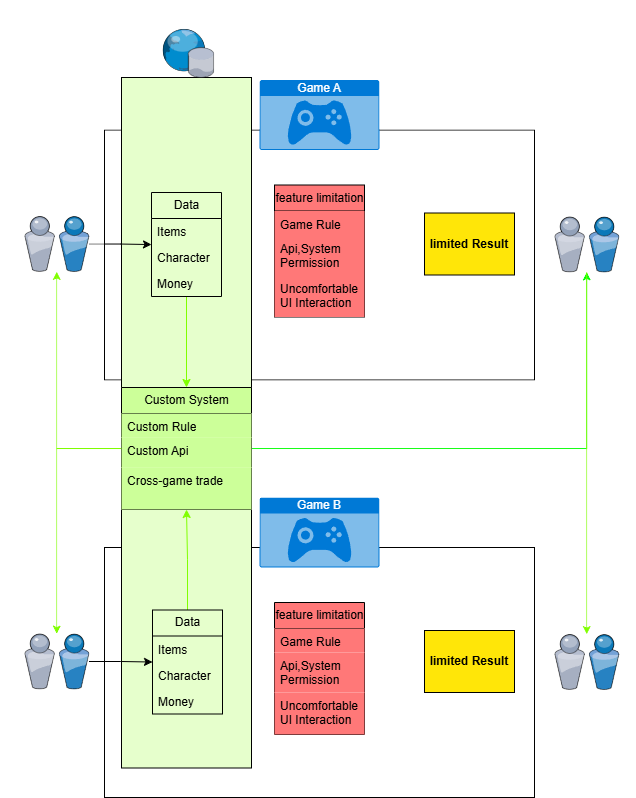 Game A
Data
Items
Character
Money
feature limitation
Game Rule
Api,System
Permission
Uncomfortable
UI Interaction
limited Result
Custom System
Custom Rule
Custom Api
Cross-game trade
Game B
Data
Items
Character
Money
feature limitation
Game Rule
Api,System
Permission
Uncomfortable
UI Interaction
limited Result